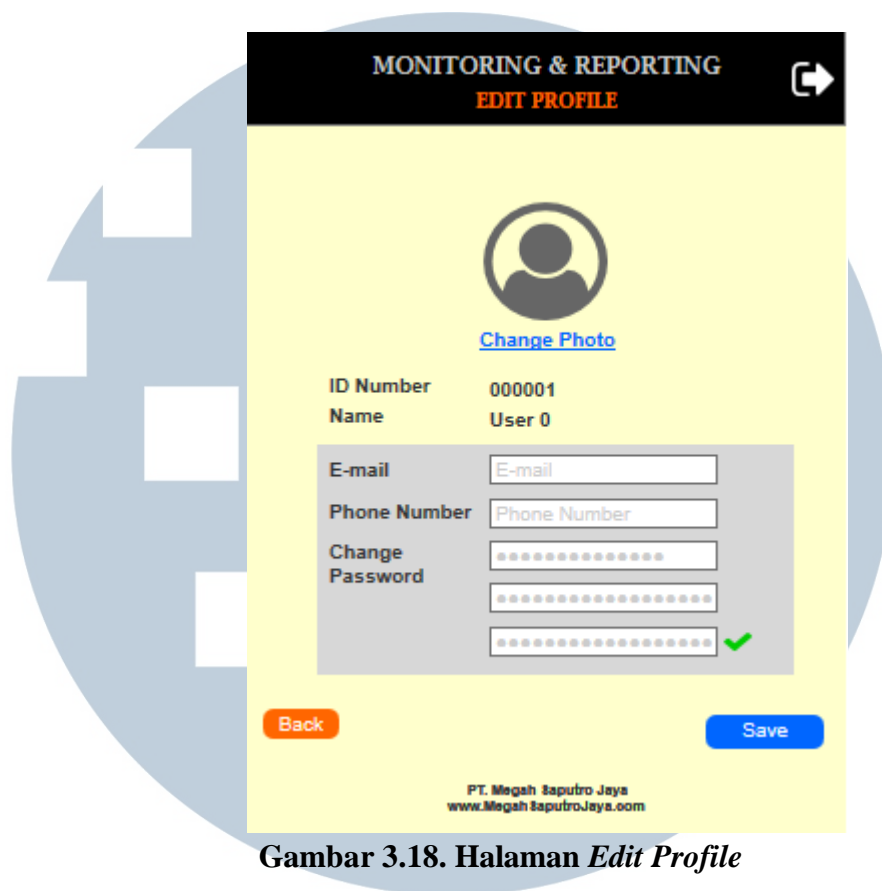 MONITORING & REPORTING
EDIT PROFILE
Change Photo
ID Number 000001
Name User 0
E-mail E-mail
Phone Number Phone Number
Change
Password
Back Save
PT. Megah Saputro Jaya
www.MegahSaputroJaya.com
Gambar 3.18. Halaman Edit Profile